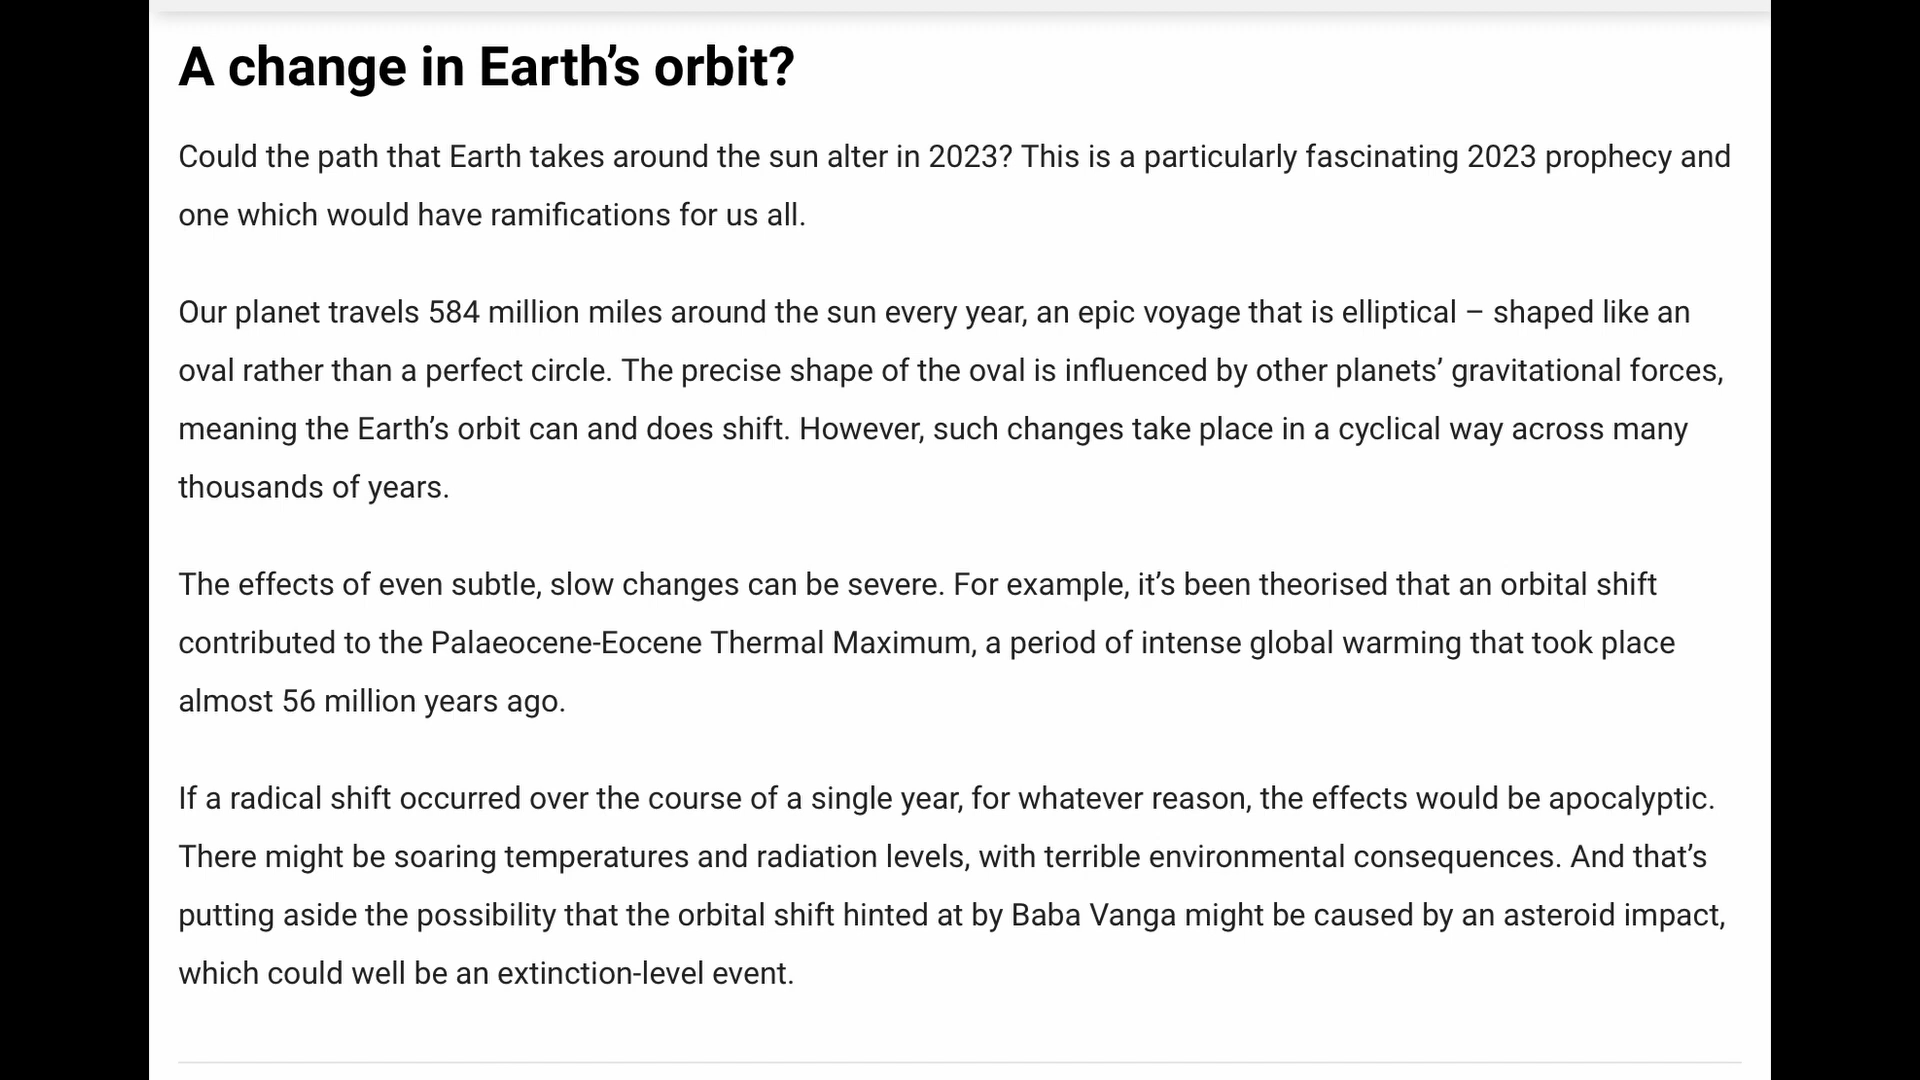 A change in Earth’s orbit?
Could the path that Earth takes around the sun alter in 2023? This is a particularly fascinating 2023 prophecy and
one which would have ramifications for us all.
Our planet travels 584 million miles around the sun every year, an epic voyage that is elliptical – shaped like an
oval rather than a perfect circle. The precise shape of the oval is influenced by other planets’ gravitational forces,
meaning the Earth’s orbit can and does shift. However, such changes take place in a cyclical way across many
thousands of years.
The effects of even subtle, slow changes can be severe. For example, it’s been theorised that an orbital shift
contributed to the Palaeocene-Eocene Thermal Maximum, a period of intense global warming that took place
almost 56 million years ago.
If a radical shift occurred over the course of a single year, for whatever reason, the effects would be apocalyptic.
There might be soaring temperatures and radiation levels, with terrible environmental consequences. And that’s
putting aside the possibility that the orbital shift hinted at by Baba Vanga might be caused by an asteroid impact,
which could well be an extinction-level event.